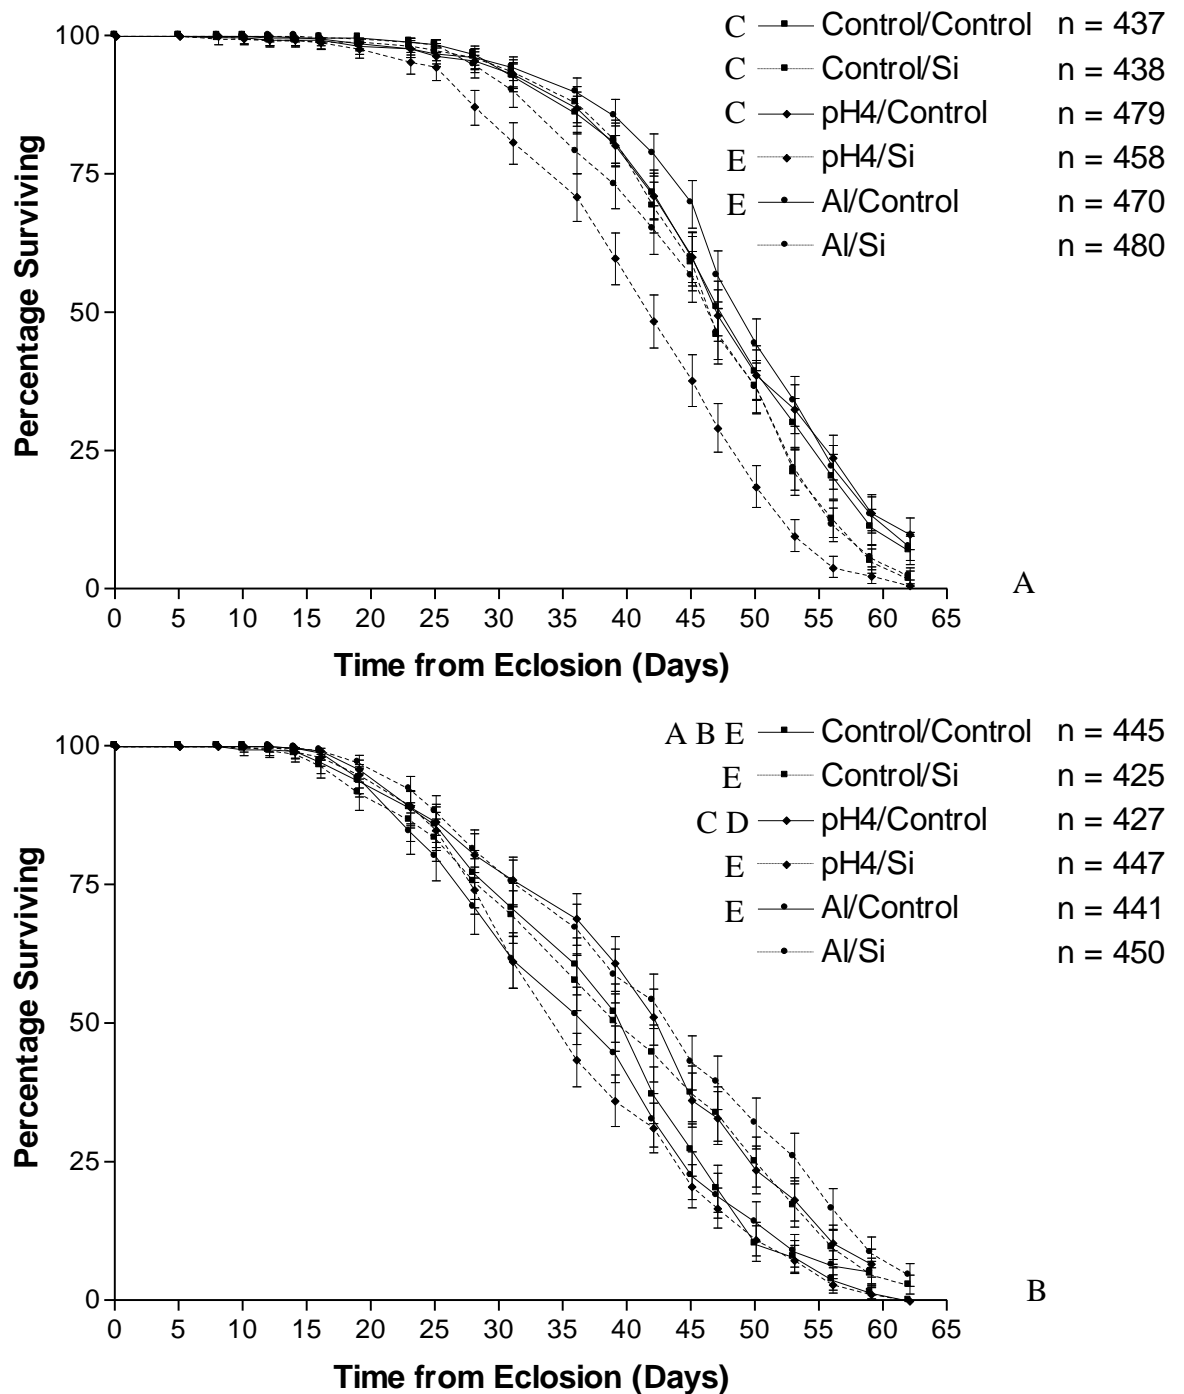 C Control/Control n = 437
C Control/Si n = 438
C pH4/Control n = 479
E pH4/Si n = 458
E Al/Control n = 470
Al/Si n = 480
Percentage Surviving
100
75
50
25
0
0 5 10 15 20 25 30 35 40 45 50 55 60 65
A
Time from Eclosion (Days)
A B E Control/Control n = 445
E Control/Si n = 425
C D pH4/Control n = 427
E pH4/Si n = 447
E Al/Control n = 441
Al/Si n = 450
Percentage Surviving
100
75
50
25
0
0 5 10 15 20 25 30 35 40 45 50 55 60 65
B
Time from Eclosion (Days)